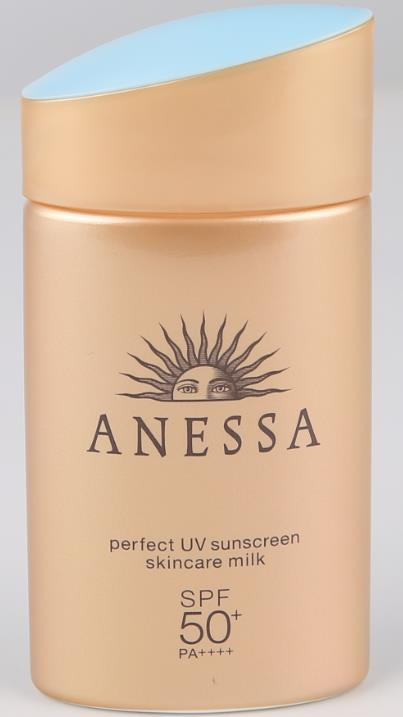 ANESSA
perfect UV sunscreen
skincare milk
SPF
50+
PA++++